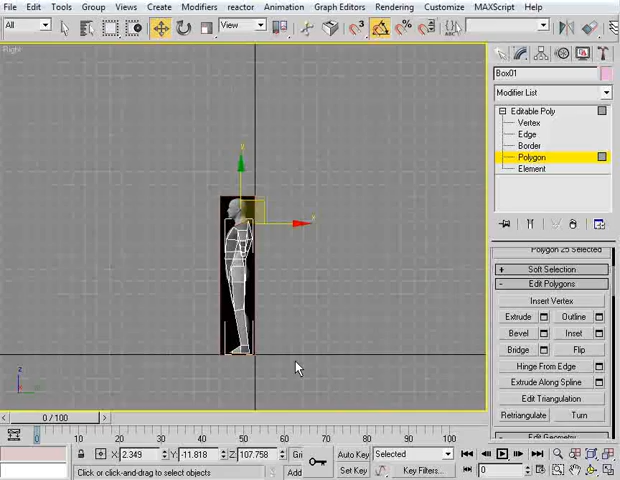 File Edit Tools Group Views Create Modifiers reactor Animation Graph Editors Rendering Customize MAXScript Help
All View
Right
Box01
Modifier List
Editable Poly
Vertex
Edge
Border
Polygon
Element
Polygon 25 Selected
+ Soft Selection
- Edit Polygons
Insert Vertex
Extrude Outline
Bevel Inset
Bridge Flip
Hinge From Edge
Extrude Along Spline
Edit Triangulation
Retriangulate Turn
Edit Geometry
z
y
x
< 0 / 100 >
0 10 20 30 40 50 60 70 80 90 100
X: 2.349 Y: -11.818 Z: 107.758 Gri Auto Key Selected
Click or click-and-drag to select objects Add Set Key Key Filters... 0